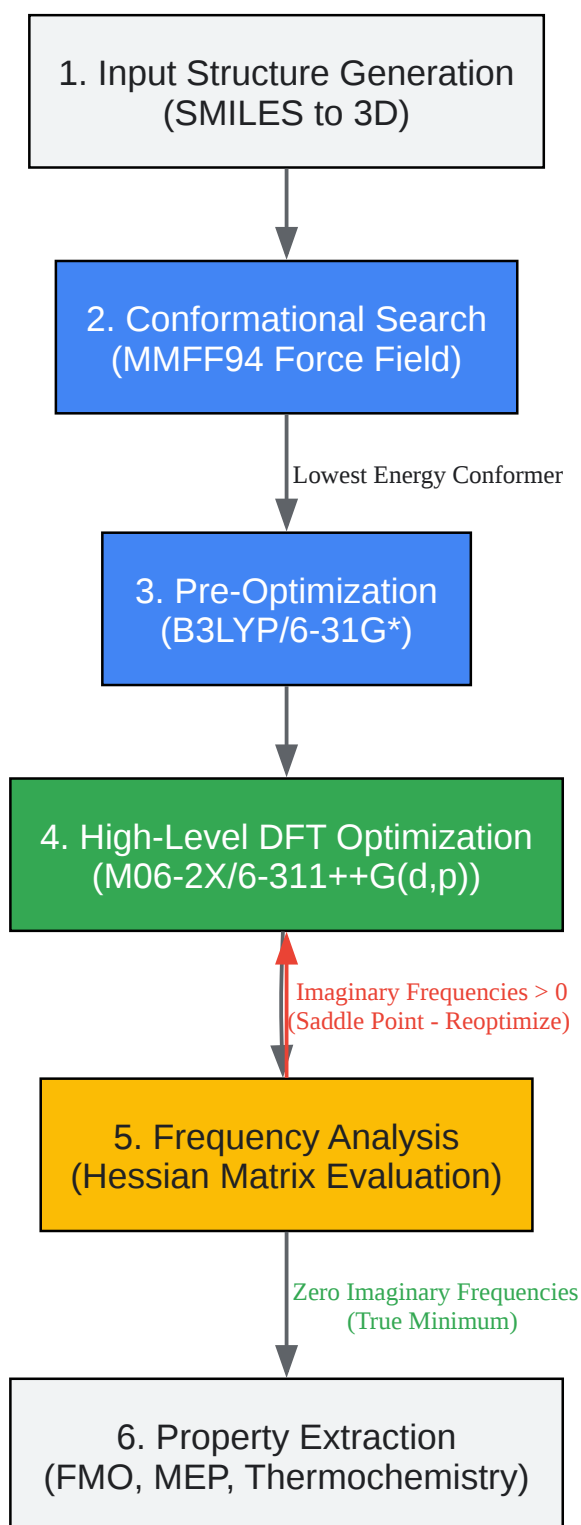 1. Input Structure Generation
(SMILES to 3D)
2. Conformational Search
(MMFF94 Force Field)
Lowest Energy Conformer
3. Pre-Optimization
(B3LYP/6-31G*)
4. High-Level DFT Optimization
(M06-2X/6-311++G(d,p))
Imaginary Frequencies > 0
(Saddle Point - Reoptimize)
5. Frequency Analysis
(Hessian Matrix Evaluation)
Zero Imaginary Frequencies
(True Minimum)
6. Property Extraction
(FMO, MEP, Thermochemistry)